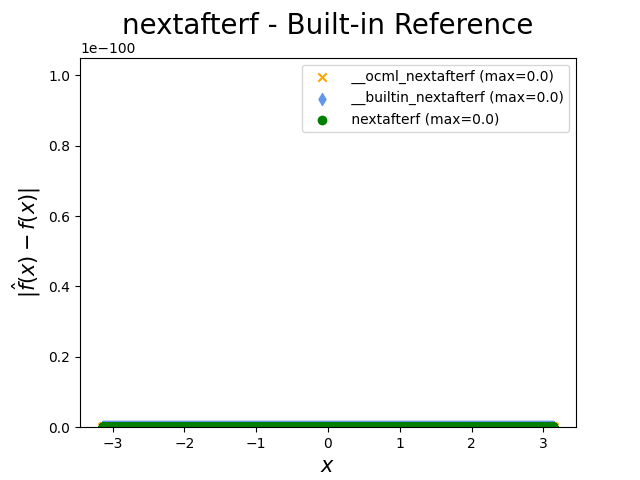 nextafterf - Built-in Reference
1e−100
1.0
0.8
0.6
0.4
0.2
0.0
−3
−2
−1
0
1
2
3
x
|f̂(x) − f(x)|
__ocml_nextafterf (max=0.0)
__builtin_nextafterf (max=0.0)
nextafterf (max=0.0)